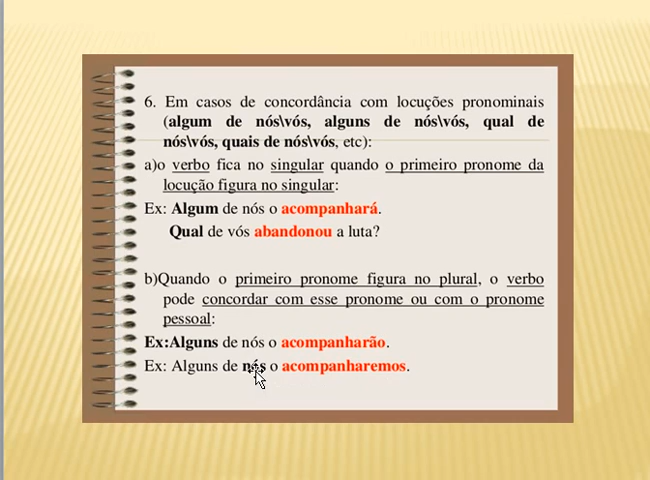 6. Em casos de concordância com locuções pronominais
(algum de nós\vós, alguns de nós\vós, qual de
nós\vós, quais de nós\vós, etc):
a)o verbo fica no singular quando o primeiro pronome da
locução figura no singular:
Ex: Algum de nós o acompanhará.
Qual de vós abandonou a luta?
b)Quando o primeiro pronome figura no plural, o verbo
pode concordar com esse pronome ou com o pronome
pessoal:
Ex:Alguns de nós o acompanharão.
Ex: Alguns de nós o acompanharemos.